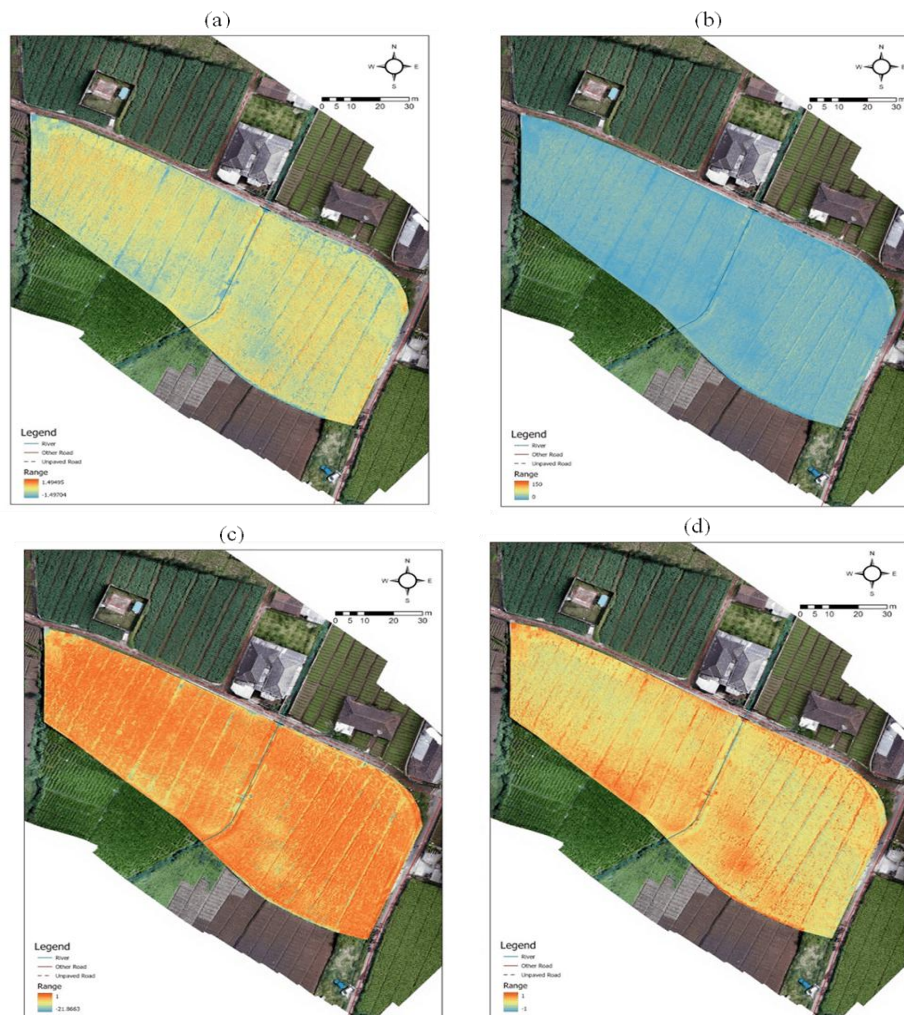 (a)
N
W E
S
0 5 10 20 30
m
Legend
River
Other Road
Unpaved Road
Range
1.49495
-1.49704
(b)
N
W E
S
0 5 10 20 30
m
Legend
River
Other Road
Unpaved Road
Range
150
0
(c)
N
W E
S
0 5 10 20 30
m
Legend
River
Other Road
Unpaved Road
Range
1
-21.8663
(d)
N
W E
S
0 5 10 20 30
m
Legend
River
Other Road
Unpaved Road
Range
1
-1